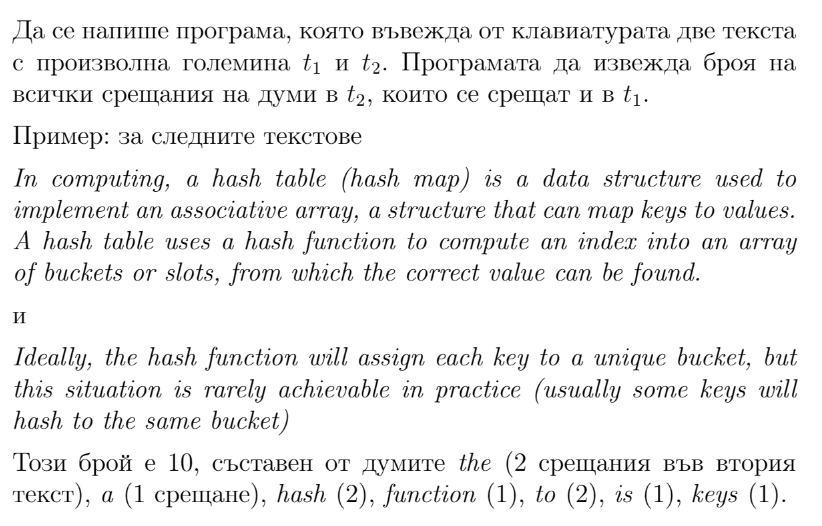 Да се напише програма, която въвежда от клавиатурата две текста
с произволна големина t₁ и t₂. Програмата да извежда броя на
всички срещания на думи в t₂, които се срещат и в t₁.
Пример: за следните текстове
In computing, a hash table (hash map) is a data structure used to
implement an associative array, a structure that can map keys to values.
A hash table uses a hash function to compute an index into an array
of buckets or slots, from which the correct value can be found.
и
Ideally, the hash function will assign each key to a unique bucket, but
this situation is rarely achievable in practice (usually some keys will
hash to the same bucket)
Този брой е 10, съставен от думите the (2 срещания във втория
текст), a (1 срещане), hash (2), function (1), to (2), is (1), keys (1).